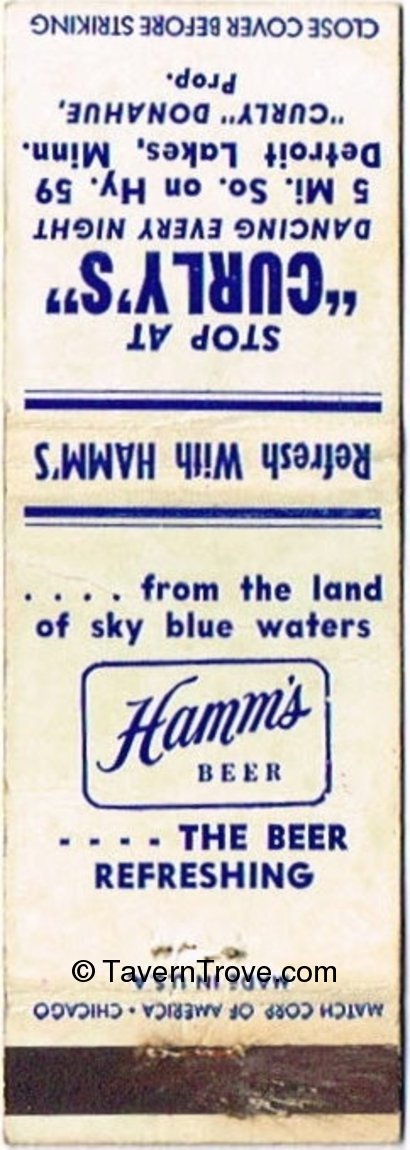 CLOSE COVER BEFORE STRIKING
STOP AT
"CURLY'S"
DANCING EVERY NIGHT
5 Mi. So. on Hy. 59
Detroit Lakes, Minn.
"CURLY" DONAHUE,
Prop.
Refresh With HAMM'S
. . . . from the land
of sky blue waters
Hamm's
BEER
- - - - THE BEER
REFRESHING
© TavernTrove.com
MADE IN U.S.A.
MATCH CORP. OF AMERICA • CHICAGO